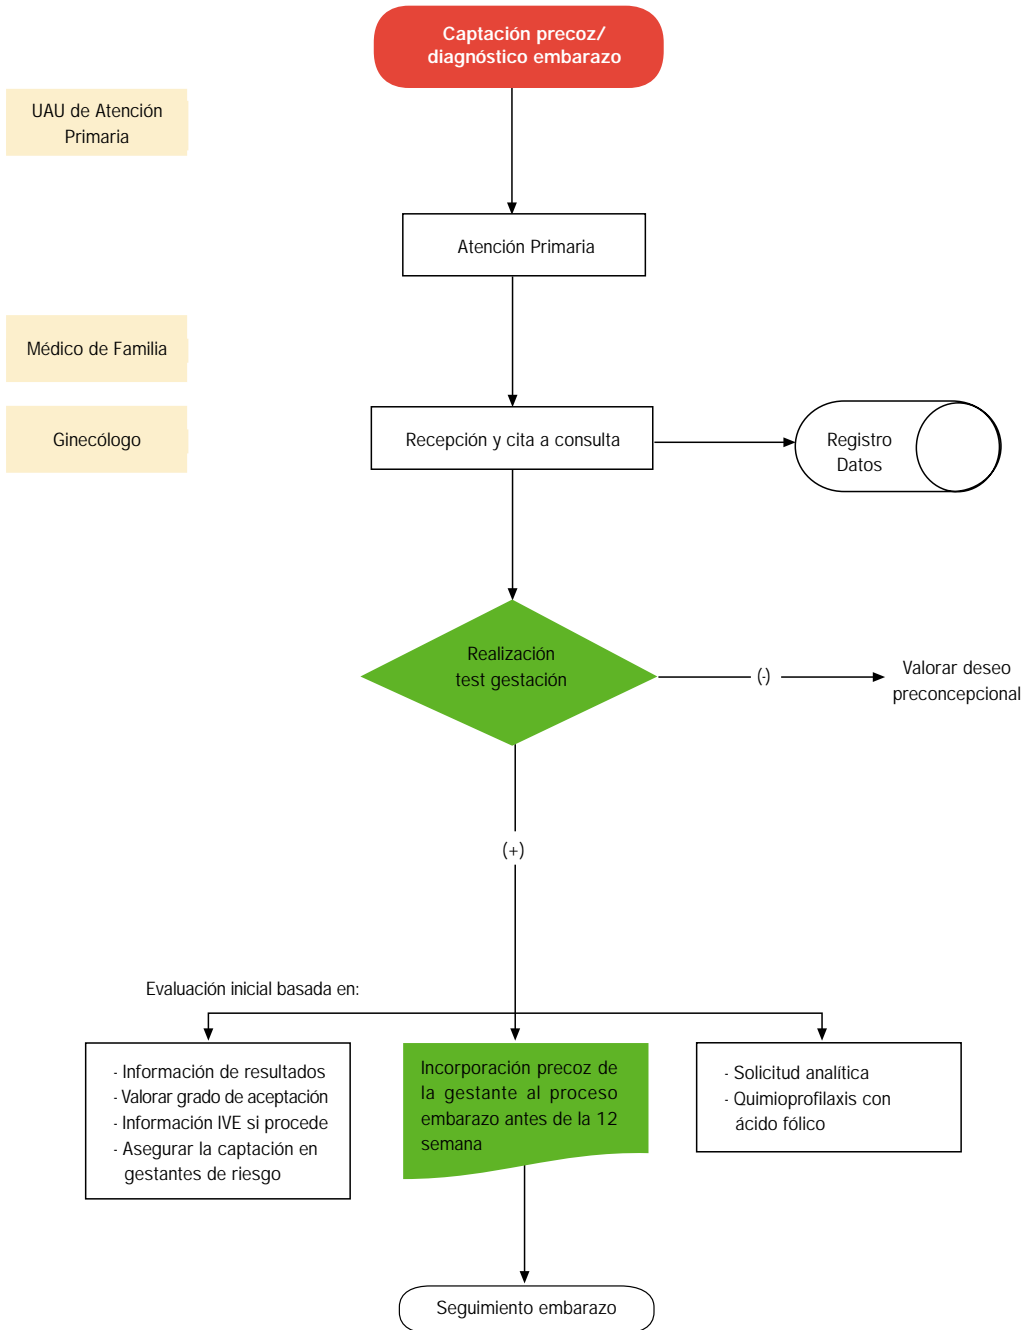 Captación precoz/
diagnóstico embarazo
UAU de Atención
Primaria
Atención Primaria
Médico de Familia
Ginecólogo
Recepción y cita a consulta
Registro
Datos
Realización
test gestación
(-)
Valorar deseo
preconcepcional
(+)
Evaluación inicial basada en:
- Información de resultados
- Valorar grado de aceptación
- Información IVE si procede
- Asegurar la captación en
gestantes de riesgo
Incorporación precoz de
la gestante al proceso
embarazo antes de la 12
semana
- Solicitud analítica
- Quimioprofilaxis con
ácido fólico
Seguimiento embarazo